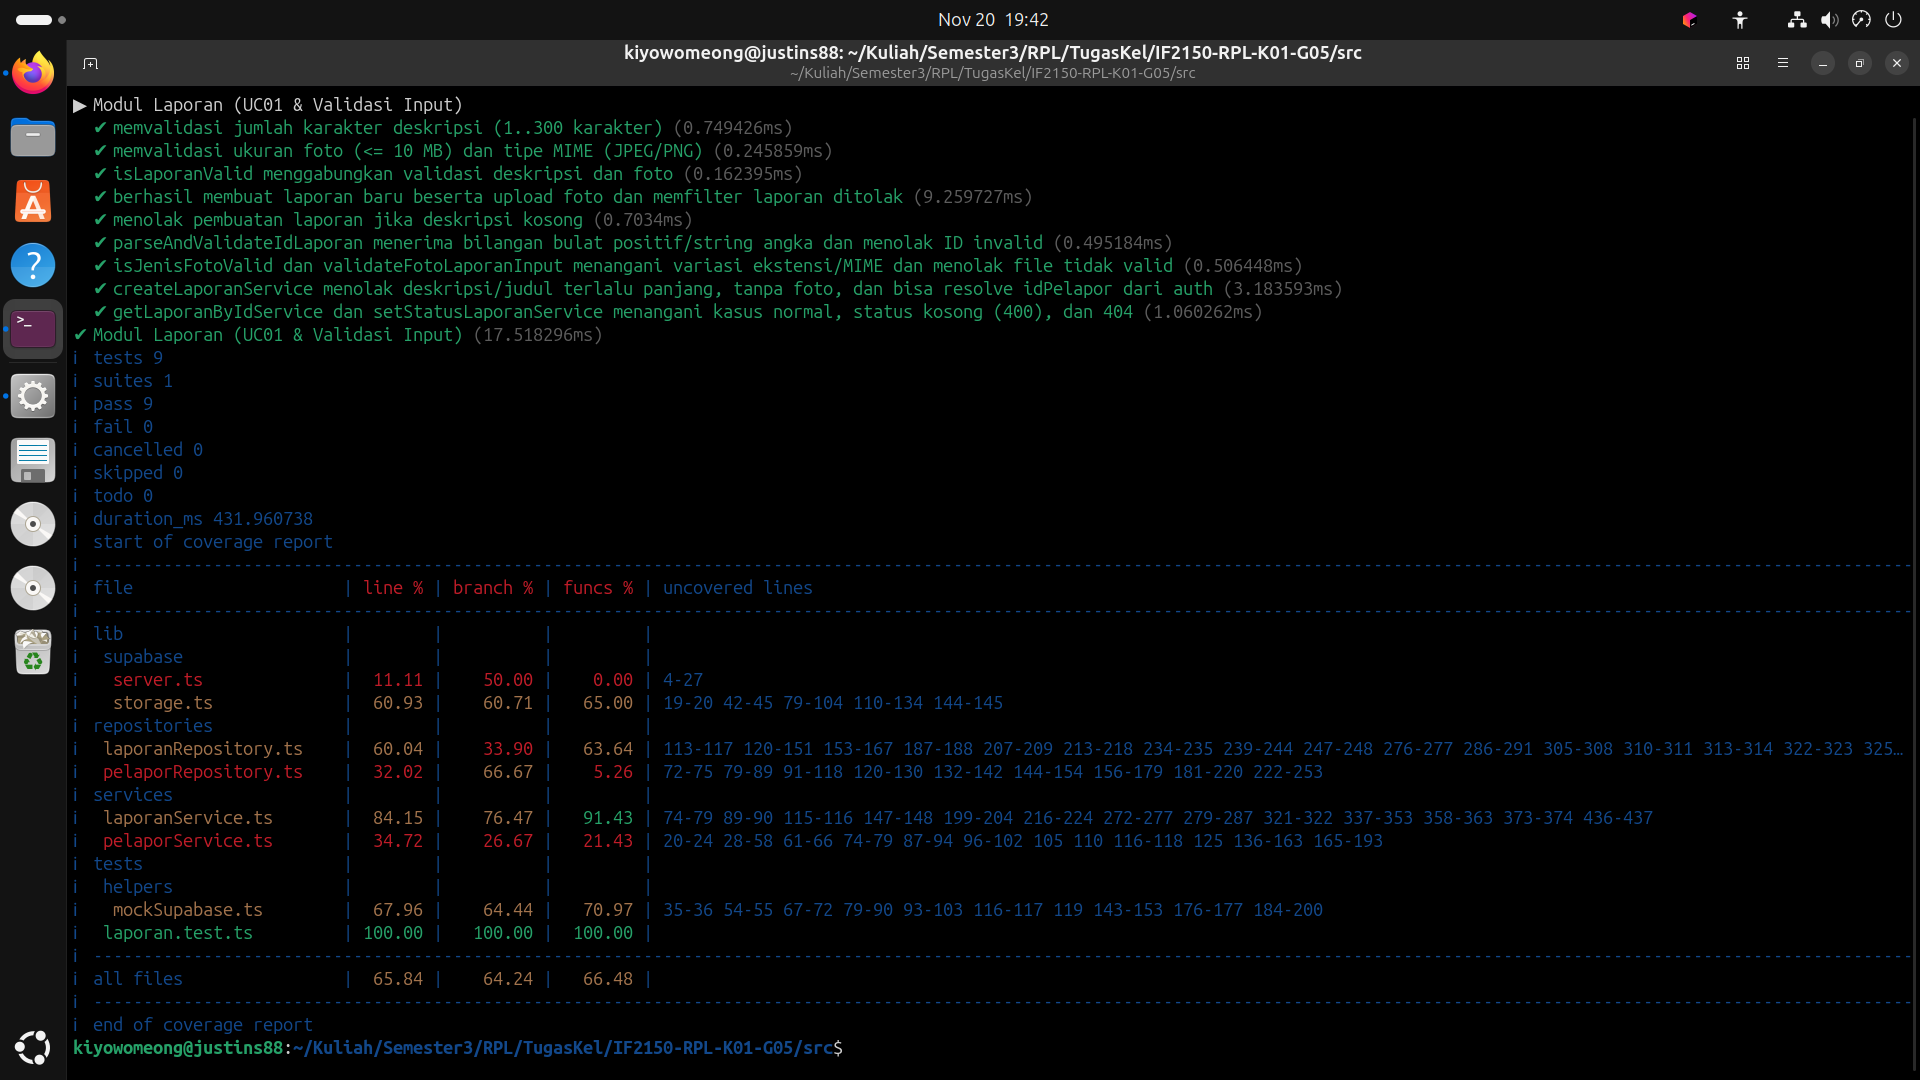 Nov 20 19:42
kiyowomeong@justins88: ~/Kuliah/Semester3/RPL/TugasKel/IF2150-RPL-K01-G05/src
~/Kuliah/Semester3/RPL/TugasKel/IF2150-RPL-K01-G05/src
▶ Modul Laporan (UC01 & Validasi Input)
✔ memvalidasi jumlah karakter deskripsi (1..300 karakter) (0.749426ms)
✔ memvalidasi ukuran foto (<= 10 MB) dan tipe MIME (JPEG/PNG) (0.245859ms)
✔ isLaporanValid menggabungkan validasi deskripsi dan foto (0.162395ms)
✔ berhasil membuat laporan baru beserta upload foto dan memfilter laporan ditolak (9.259727ms)
✔ menolak pembuatan laporan jika deskripsi kosong (0.7034ms)
✔ parseAndValidateIdLaporan menerima bilangan bulat positif/string angka dan menolak ID invalid (0.495184ms)
✔ isJenisFotoValid dan validateFotoLaporanInput menangani variasi ekstensi/MIME dan menolak file tidak valid (0.506448ms)
✔ createLaporanService menolak deskripsi/judul terlalu panjang, tanpa foto, dan bisa resolve idPelapor dari auth (3.183593ms)
✔ getLaporanByIdService dan setStatusLaporanService menangani kasus normal, status kosong (400), dan 404 (1.060262ms)
✔ Modul Laporan (UC01 & Validasi Input) (17.518296ms)
ℹ tests 9
ℹ suites 1
ℹ pass 9
ℹ fail 0
ℹ cancelled 0
ℹ skipped 0
ℹ todo 0
ℹ duration_ms 431.960738
ℹ start of coverage report
ℹ ----------------------------------------------------------------
ℹ file | line % | branch % | funcs % | uncovered lines
ℹ ----------------------------------------------------------------
ℹ lib | | | |
ℹ supabase | | | |
ℹ server.ts | 11.11 | 50.00 | 0.00 | 4-27
ℹ storage.ts | 60.93 | 60.71 | 65.00 | 19-20 42-45 79-104 110-134 144-145
ℹ repositories | | | |
ℹ laporanRepository.ts | 60.04 | 33.90 | 63.64 | 113-117 120-151 153-167 187-188 207-209 213-218 234-235 239-244 247-248 276-277 286-291 305-308 310-311 313-314 322-323 325…
ℹ pelaporRepository.ts | 32.02 | 66.67 | 5.26 | 72-75 79-89 91-118 120-130 132-142 144-154 156-179 181-220 222-253
ℹ services | | | |
ℹ laporanService.ts | 84.15 | 76.47 | 91.43 | 74-79 89-90 115-116 147-148 199-204 216-224 272-277 279-287 321-322 337-353 358-363 373-374 436-437
ℹ pelaporService.ts | 34.72 | 26.67 | 21.43 | 20-24 28-58 61-66 74-79 87-94 96-102 105 110 116-118 125 136-163 165-193
ℹ tests | | | |
ℹ helpers | | | |
ℹ mockSupabase.ts | 67.96 | 64.44 | 70.97 | 35-36 54-55 67-72 79-90 93-103 116-117 119 143-153 176-177 184-200
ℹ laporan.test.ts | 100.00 | 100.00 | 100.00 |
ℹ ----------------------------------------------------------------
ℹ all files | 65.84 | 64.24 | 66.48 |
ℹ ----------------------------------------------------------------
ℹ end of coverage report
kiyowomeong@justins88:~/Kuliah/Semester3/RPL/TugasKel/IF2150-RPL-K01-G05/src$